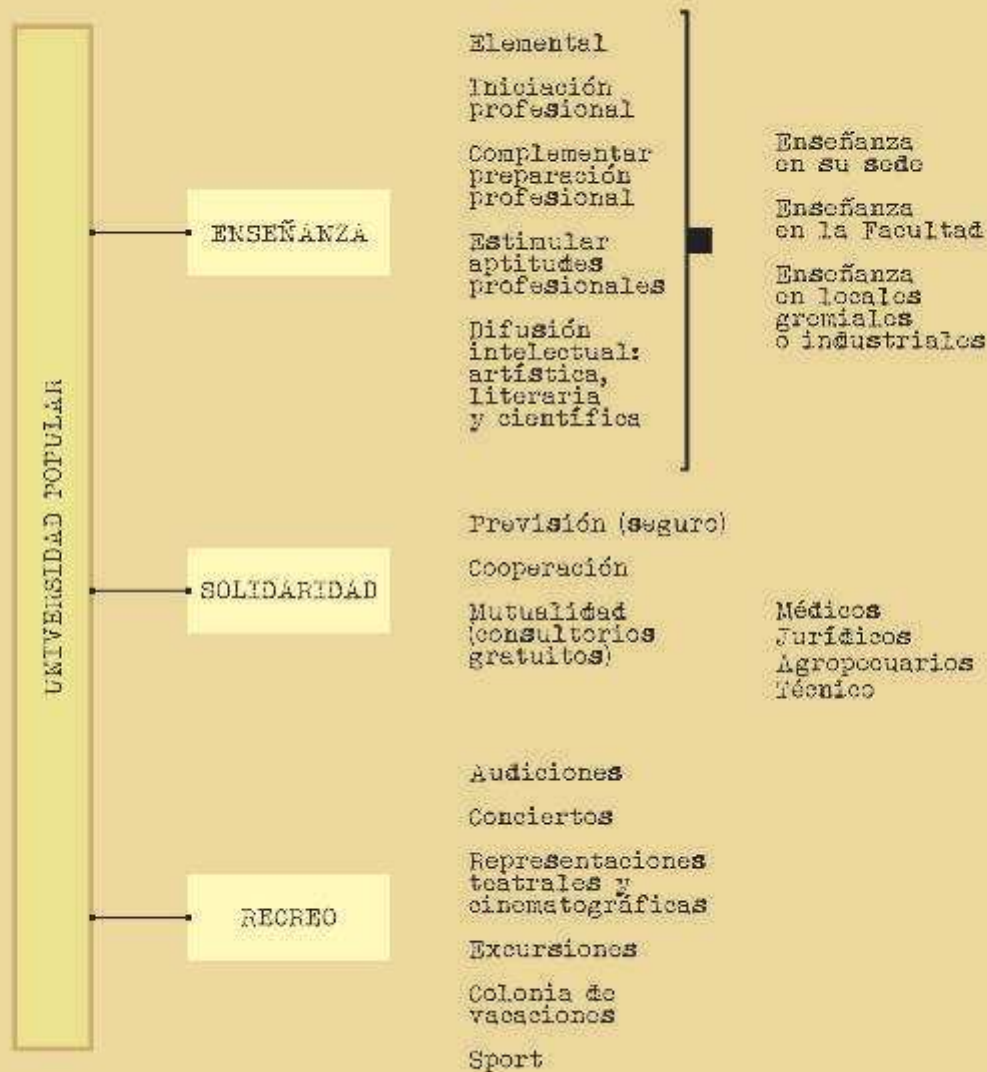 UNIVERSIDAD POPULAR
ENSEÑANZA
Elemental
Iniciación
profesional
Complementar
preparación
profesional
Estimular
aptitudes
profesionales
Difusión
intelectual:
artística,
literaria
y científica
Enseñanza
en su sede
Enseñanza
en la Facultad
Enseñanza
en locales
gremiales
o industriales
SOLIDARIDAD
Previsión (seguro)
Cooperación
Mutualidad
(consultorios
gratuitos)
Médicos
Jurídicos
Agropecuarios
Técnico
RECREO
Audiciones
Conciertos
Representaciones
teatrales y
cinematográficas
Excursiones
Colonia de
vacaciones
Sport